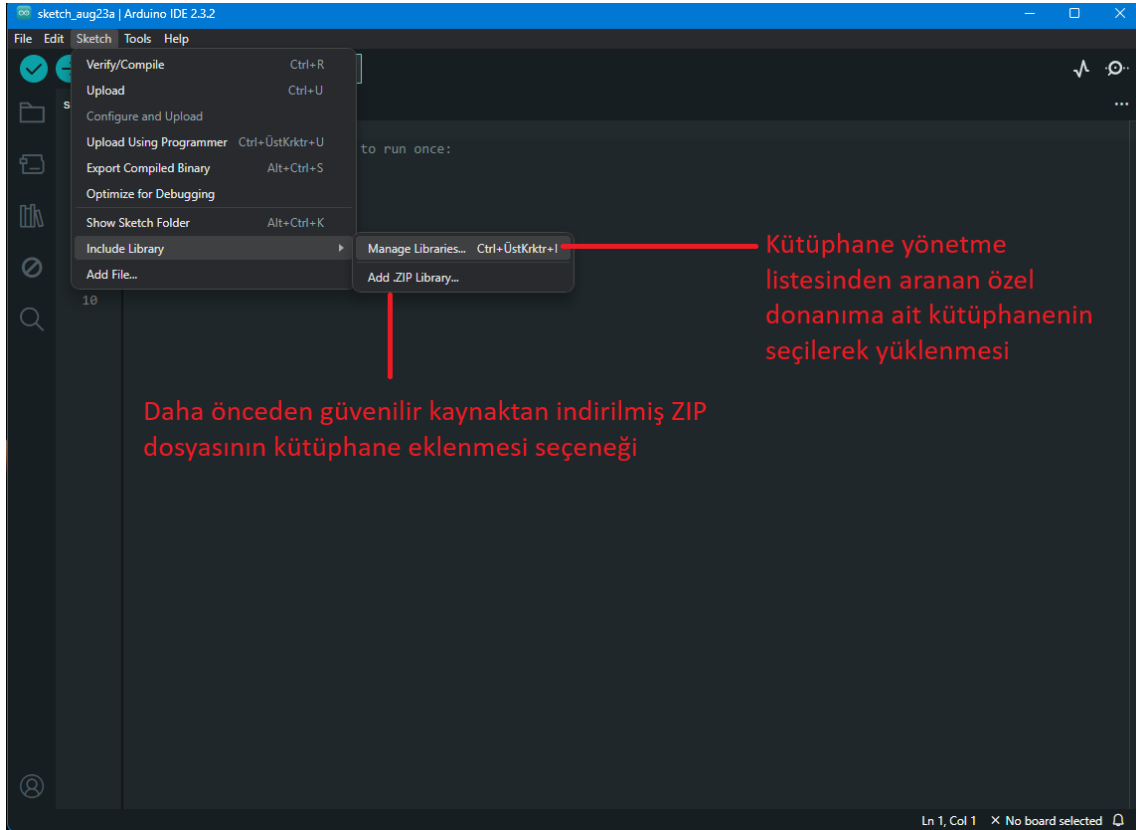 sketch_aug23a | Arduino IDE 2.3.2
File Edit Sketch Tools Help
Verify/Compile Ctrl+R
Upload Ctrl+U
Configure and Upload
Upload Using Programmer Ctrl+ÜstKrktr+U
to run once:
Export Compiled Binary Alt+Ctrl+S
Optimize for Debugging
Show Sketch Folder Alt+Ctrl+K
Include Library
Manage Libraries... Ctrl+ÜstKrktr+I
Add File...
Add .ZIP Library...
10
Kütüphane yönetme
listesinden aranan özel
donanıma ait kütüphanenin
seçilerek yüklenmesi
Daha önceden güvenilir kaynaktan indirilmiş ZIP
dosyasının kütüphane eklenmesi seçeneği
Ln 1, Col 1 × No board selected